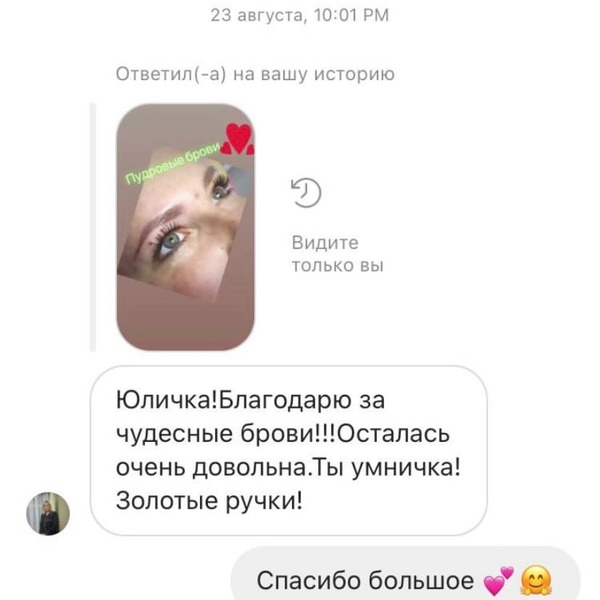 23 августа, 10:01 PM
Ответил(-а) на вашу историю
Пудровые брови
Видите
только вы
Юличка!Благодарю за
чудесные брови!!!Осталась
очень довольна.Ты умничка!
Золотые ручки!
Спасибо большое 💕🤗